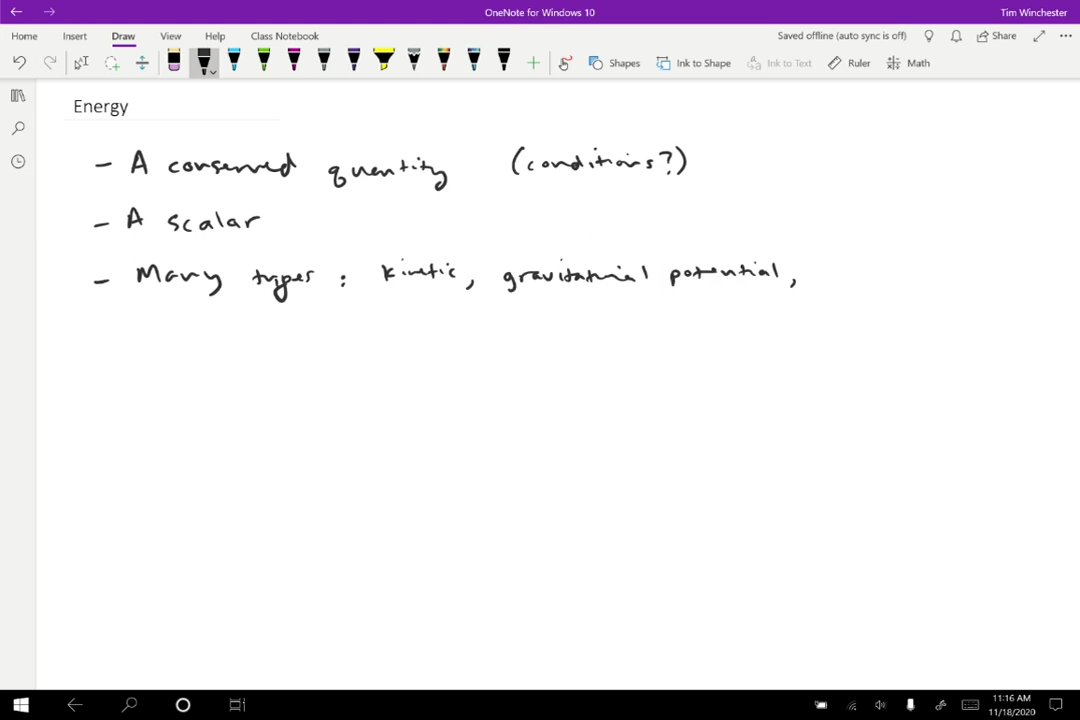 OneNote for Windows 10
Tim Winchester
Home Insert Draw View Help Class Notebook
Saved offline (auto sync is off) Share
Shapes Ink to Shape Ink to Text Ruler Math
Energy
- A conserved quantity (conditions?)
- A scalar
- Many types : kinetic, gravitational potential,
11:16 AM
11/18/2020